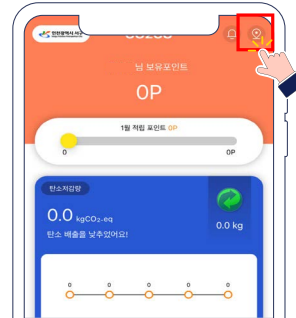 인천광역시 서구
님 보유포인트
0P
1월 적립 포인트 0P
0
0P
탄소저감량
0.0 kgCO₂.eq
탄소 배출을 낮추었어요!
0.0 kg
0 0 0 0 0